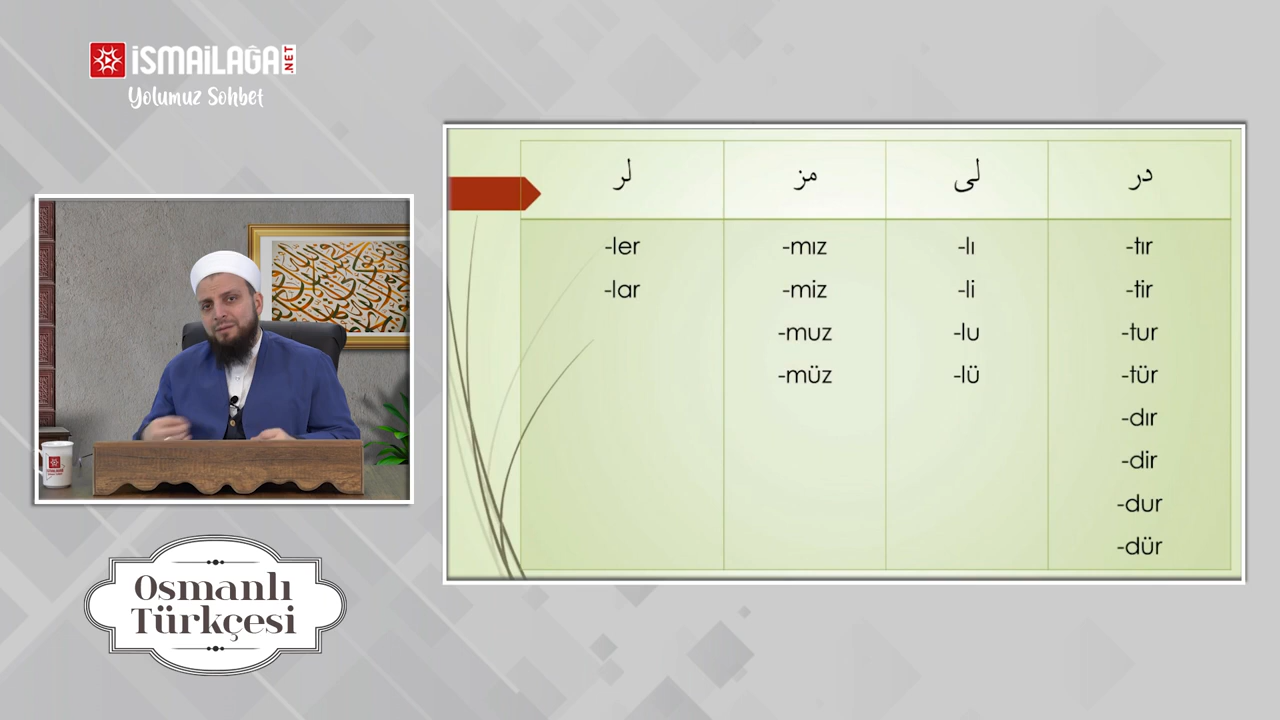 İSMAİLAĞA.NET
Yolumuz Sohbet
لر مز لى در
-ler -mız -lı -tır
-lar -miz -li -tir
-muz -lu -tur
-müz -lü -tür
-dır
-dir
-dur
-dür
Osmanlı
Türkçesi